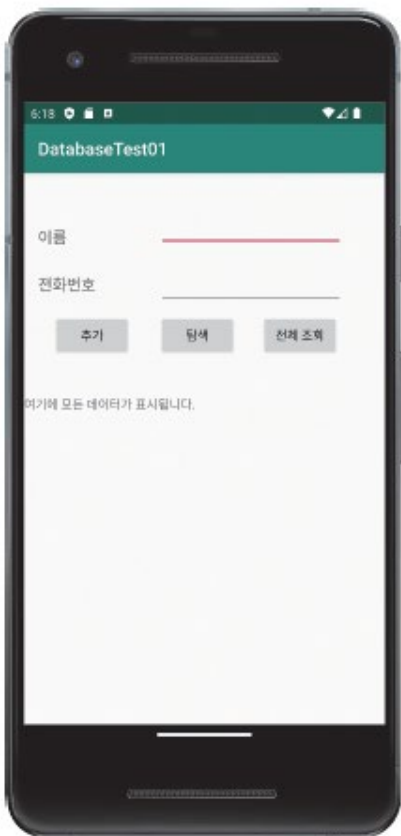 6:18
DatabaseTest01
이름
전화번호
추가 탐색 전체 조회
여기에 모든 데이터가 표시됩니다.